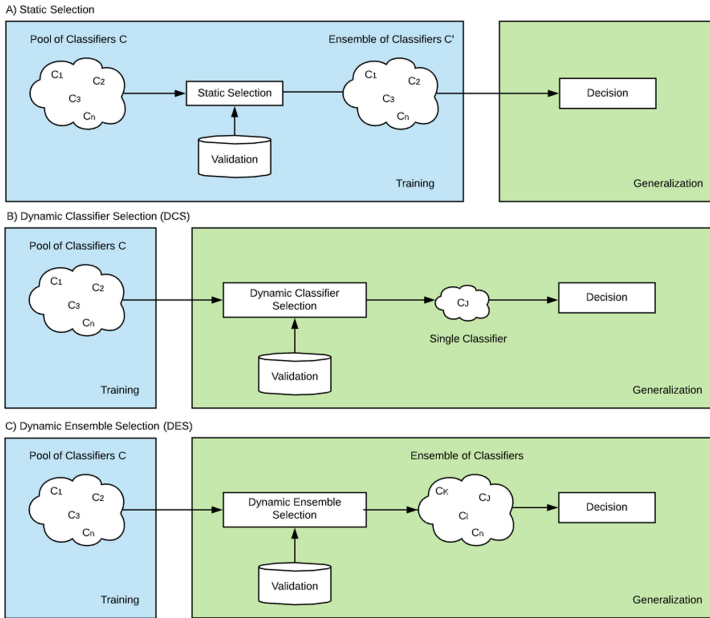 A) Static Selection
Pool of Classifiers C
Ensemble of Classifiers C'
C1
C2
C3
Cn
Static Selection
C1
C2
C3
Cn
Decision
Validation
Training
Generalization
B) Dynamic Classifier Selection (DCS)
Pool of Classifiers C
C1
C2
C3
Cn
Dynamic Classifier
Selection
CJ
Decision
Single Classifier
Validation
Training
Generalization
C) Dynamic Ensemble Selection (DES)
Pool of Classifiers C
Ensemble of Classifiers
C1
C2
C3
Cn
Dynamic Ensemble
Selection
CK
CJ
CI
Cn
Decision
Validation
Training
Generalization